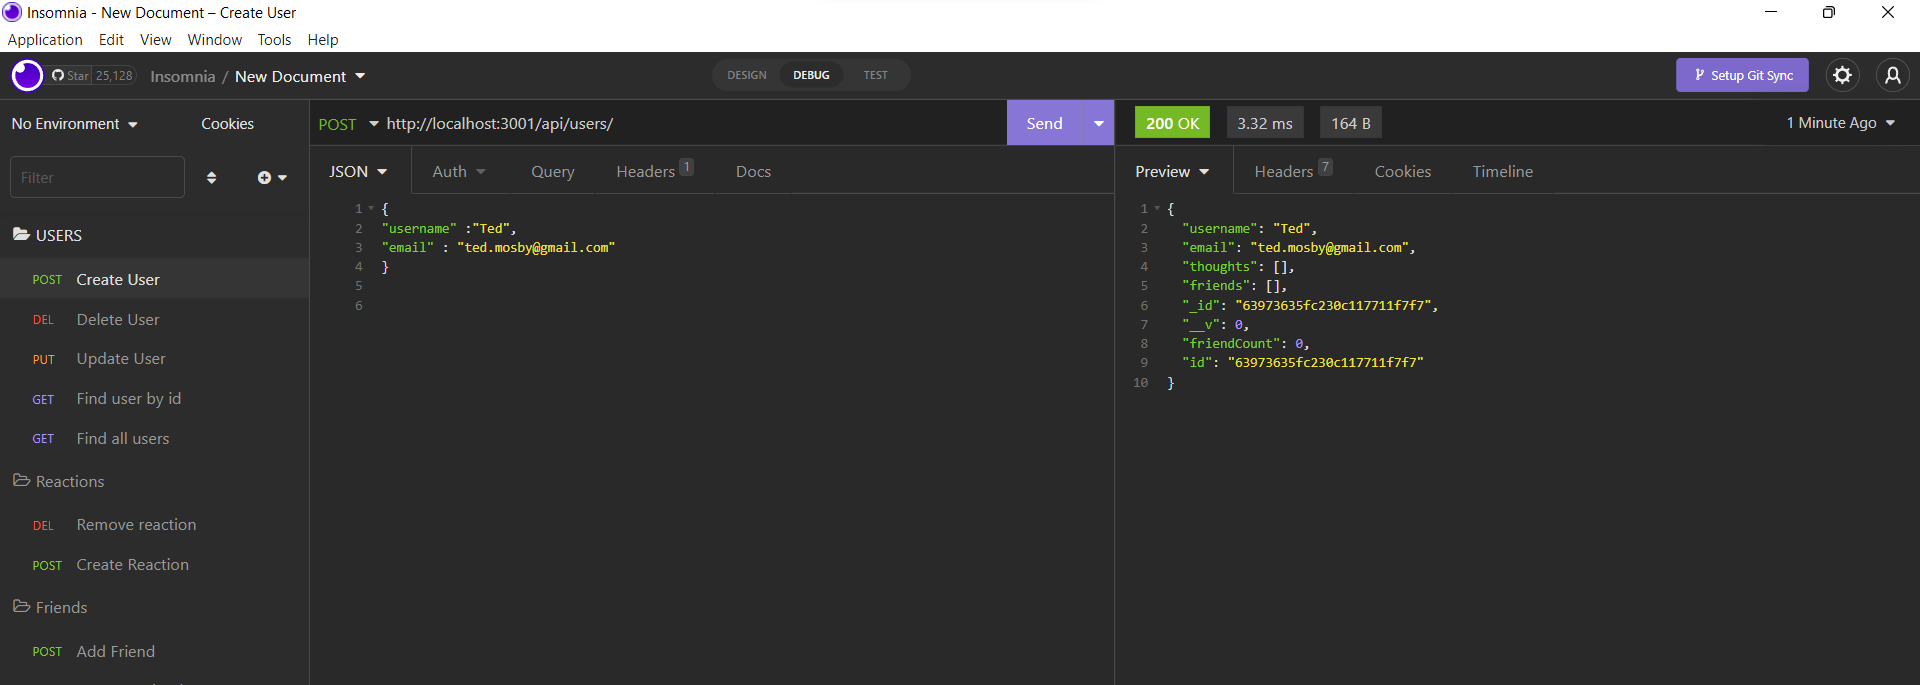 Insomnia - New Document – Create User
Application Edit View Window Tools Help
Star 25,128 Insomnia / New Document DESIGN DEBUG TEST Setup Git Sync
No Environment Cookies
Filter
USERS
POST Create User
DEL Delete User
PUT Update User
GET Find user by id
GET Find all users
Reactions
DEL Remove reaction
POST Create Reaction
Friends
POST Add Friend
POST http://localhost:3001/api/users/ Send
JSON Auth Query Headers 1 Docs
1 {
2 "username" :"Ted",
3 "email" : "ted.mosby@gmail.com"
4 }
5
6
200 OK 3.32 ms 164 B 1 Minute Ago
Preview Headers 7 Cookies Timeline
1 {
2 "username": "Ted",
3 "email": "ted.mosby@gmail.com",
4 "thoughts": [],
5 "friends": [],
6 "_id": "63973635fc230c117711f7f7",
7 "__v": 0,
8 "friendCount": 0,
9 "id": "63973635fc230c117711f7f7"
10 }